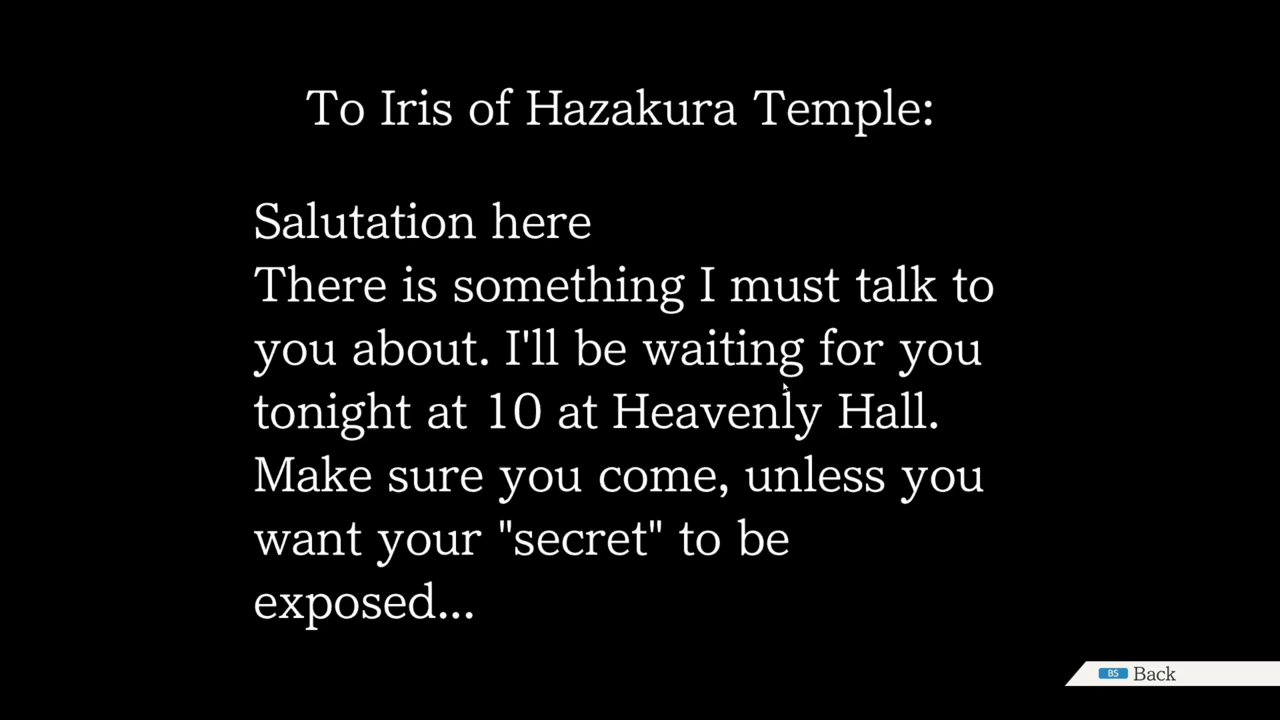 To Iris of Hazakura Temple:
Salutation here
There is something I must talk to
you about. I'll be waiting for you
tonight at 10 at Heavenly Hall.
Make sure you come, unless you
want your "secret" to be
exposed...
BS Back